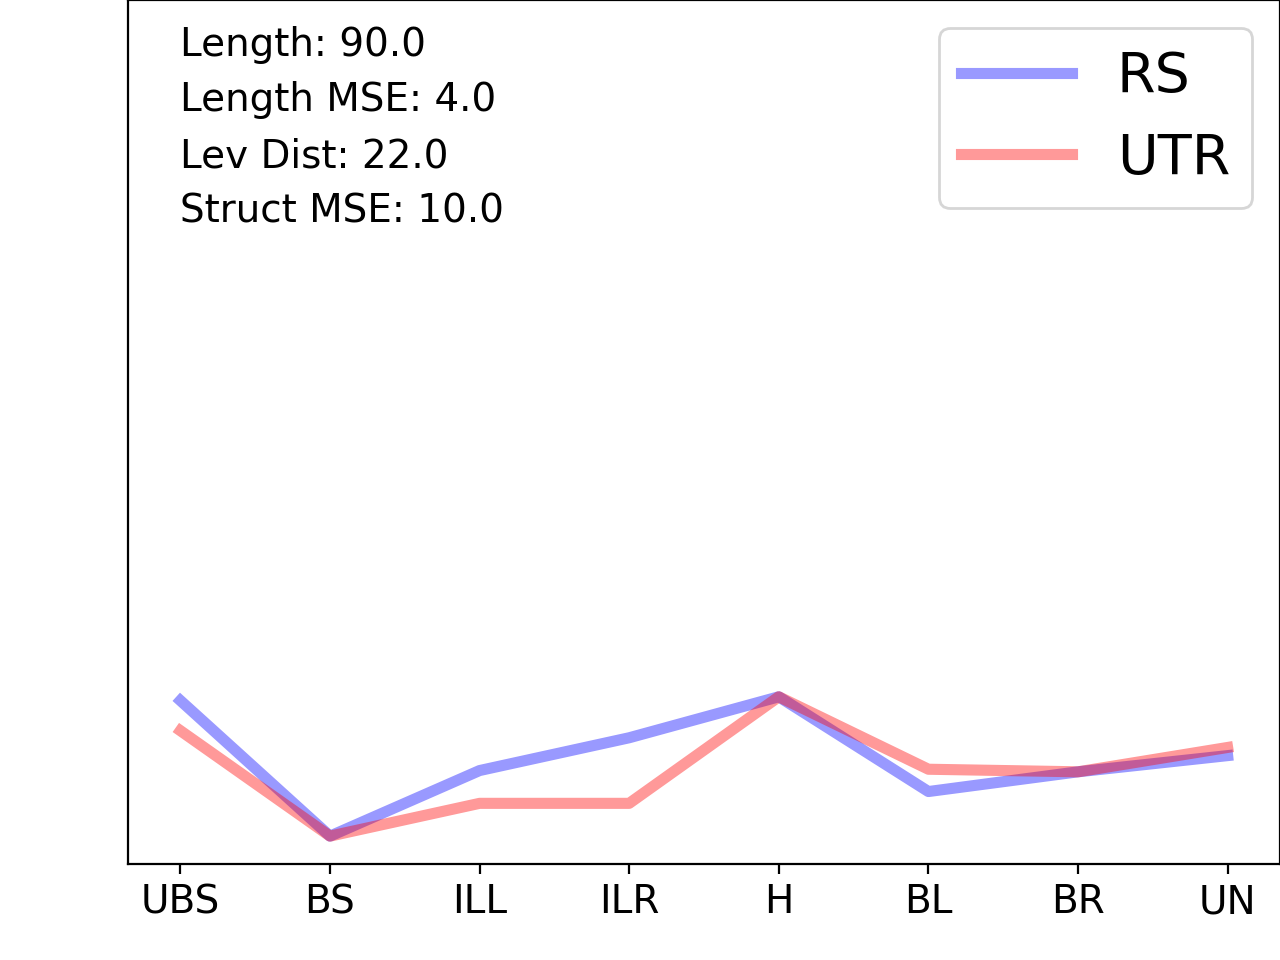 Length: 90.0
Length MSE: 4.0
Lev Dist: 22.0
Struct MSE: 10.0
RS
UTR
UBS BS ILL ILR H BL BR UN